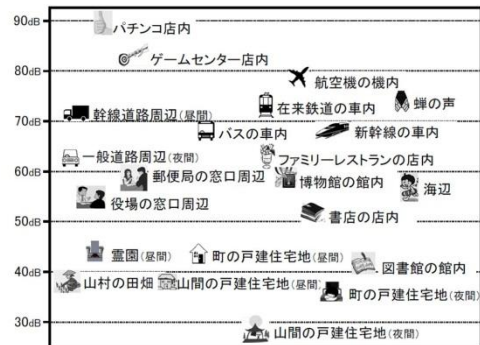 90dB
パチンコ店内
ゲームセンター店内
80dB
航空機の機内
在来鉄道の車内
蝉の声
幹線道路周辺(昼間)
70dB
バスの車内
新幹線の車内
一般道路周辺(夜間)
ファミリーレストランの店内
60dB
郵便局の窓口周辺
博物館の館内
海辺
役場の窓口周辺
書店の店内
50dB
霊園(昼間)
町の戸建住宅地(昼間)
図書館の館内
40dB
山村の田畑
山間の戸建住宅地(昼間)
町の戸建住宅地(夜間)
30dB
山間の戸建住宅地(夜間)